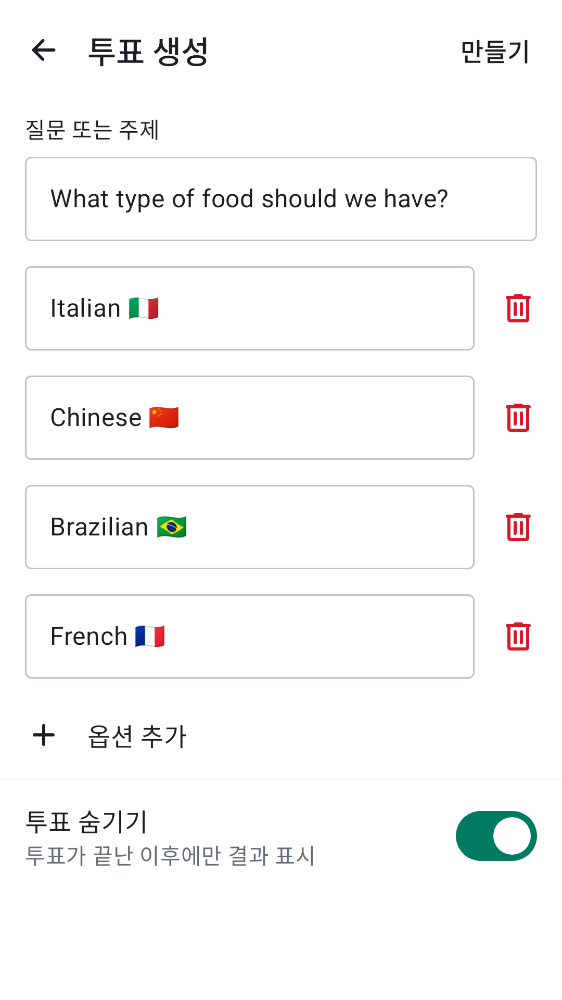 투표 생성
만들기
질문 또는 주제
What type of food should we have?
Italian 🇮🇹
Chinese 🇨🇳
Brazilian 🇧🇷
French 🇫🇷
옵션 추가
투표 숨기기
투표가 끝난 이후에만 결과 표시